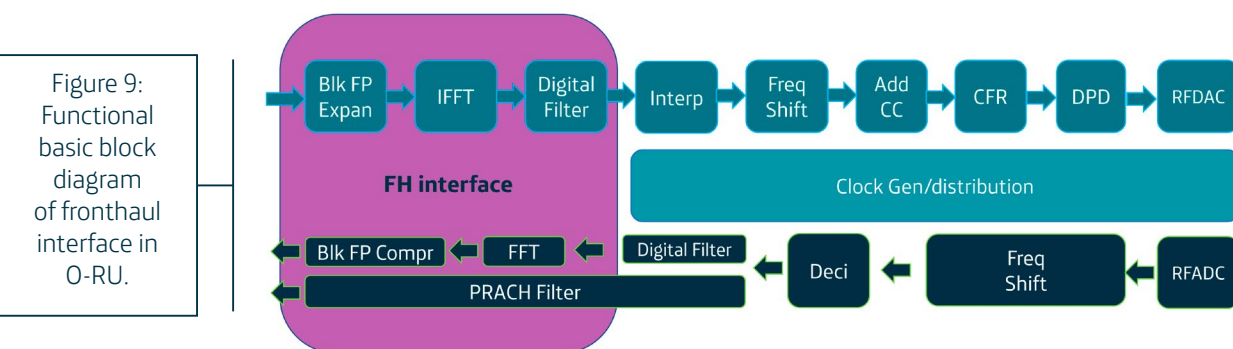 Figure 9:
Functional
basic block
diagram
of fronthaul
interface in
O-RU.
Blk FP
Expan
IFFT
Digital
Filter
Interp
Freq
Shift
Add
CC
CFR
DPD
RFDAC
FH interface
Clock Gen/distribution
Blk FP Compr
FFT
Digital Filter
Deci
Freq
Shift
RFADC
PRACH Filter